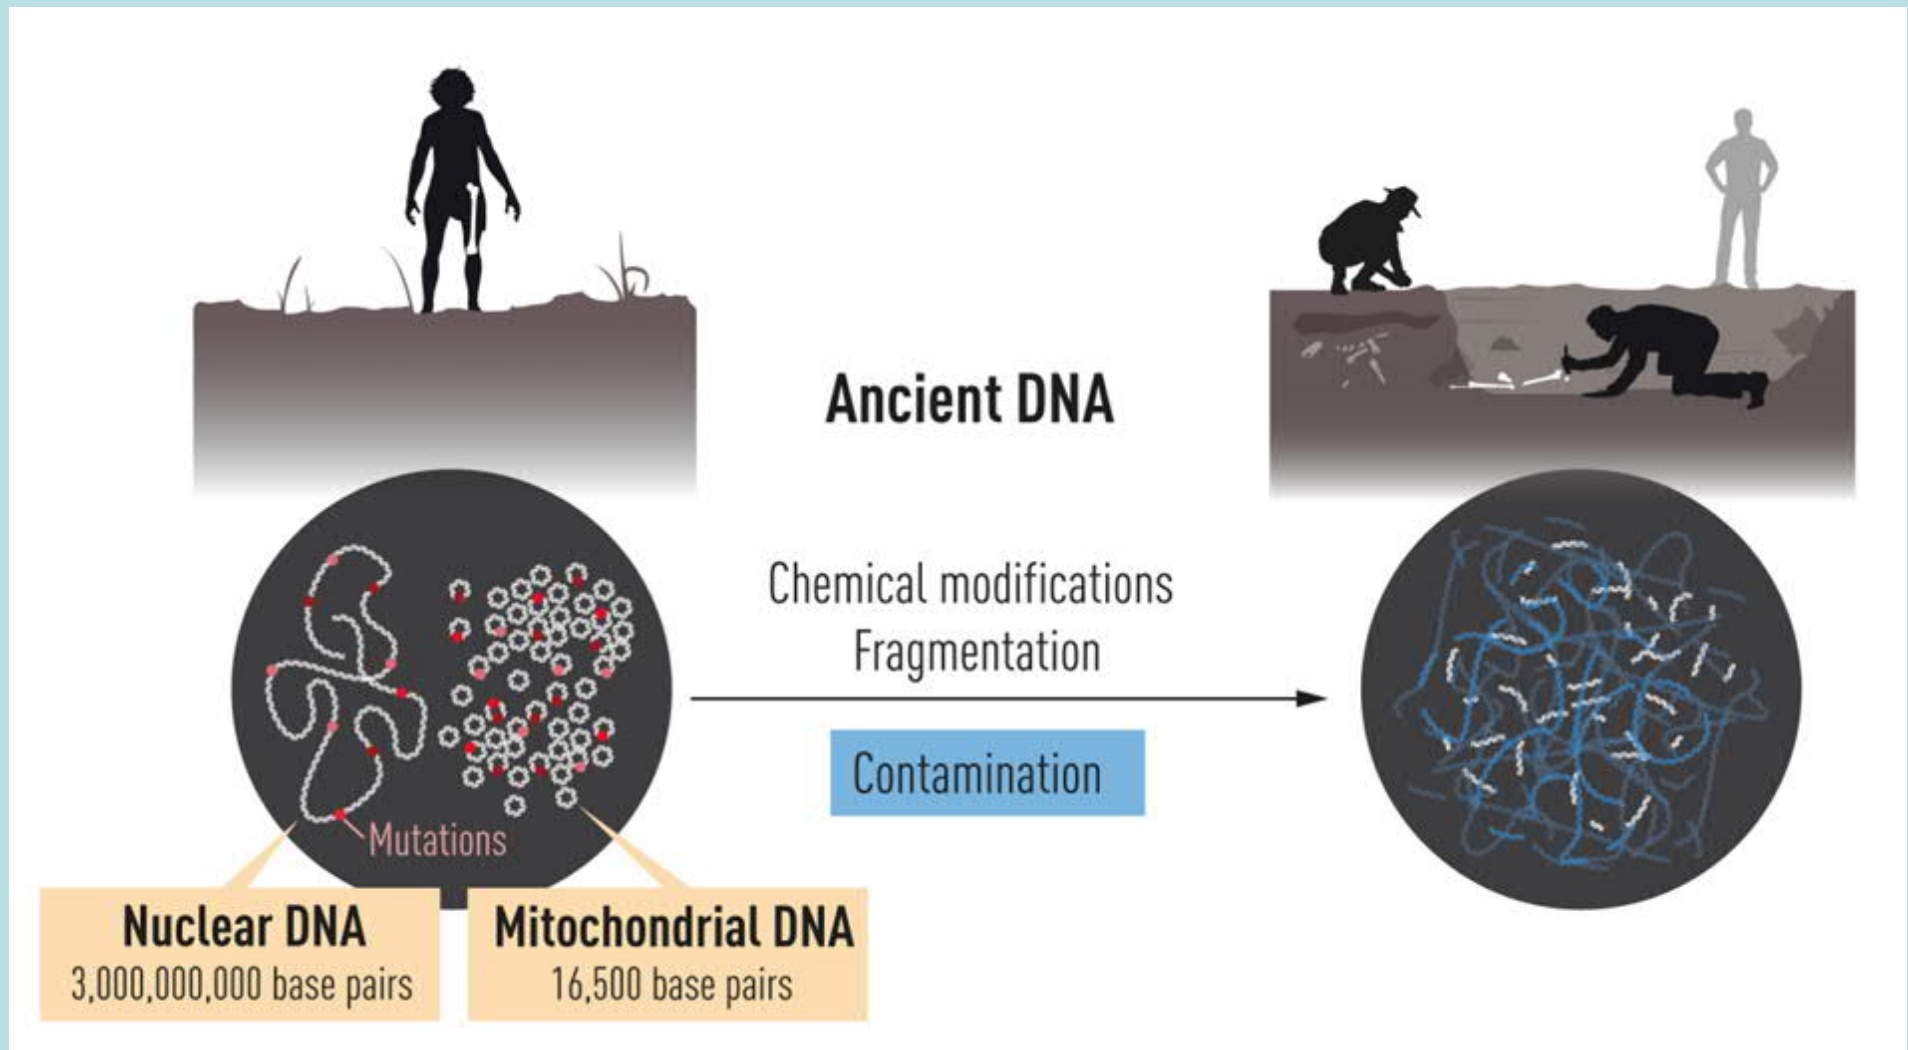 Ancient DNA
Chemical modifications
Fragmentation
Contamination
Mutations
Nuclear DNA
3,000,000,000 base pairs
Mitochondrial DNA
16,500 base pairs